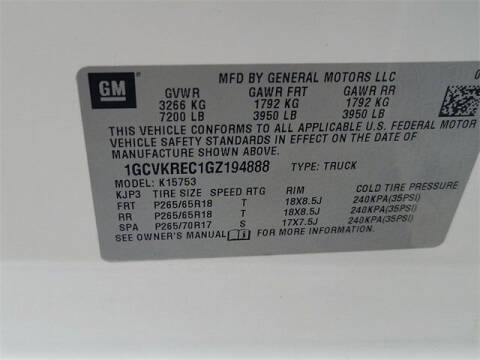 GM
MFD BY GENERAL MOTORS LLC 0
GVWR GAWR FRT GAWR RR
3266 KG 1792 KG 1792 KG
7200 LB 3950 LB 3950 LB
THIS VEHICLE CONFORMS TO ALL APPLICABLE U.S. FEDERAL MOTOR
VEHICLE SAFETY STANDARDS IN EFFECT ON THE DATE OF
MANUFACTURE SHOWN ABOVE.
1GCVKREC1GZ194888 TYPE: TRUCK
MODEL: K15753
KJP3 TIRE SIZE SPEED RTG RIM COLD TIRE PRESSURE
FRT P265/65R18 T 18X8.5J 240KPA(35PSI)
RR P265/65R18 T 18X8.5J 240KPA(35PSI)
SPA P265/70R17 S 17X7.5J 240KPA(35PSI)
SEE OWNER'S MANUAL FOR MORE INFORMATION.